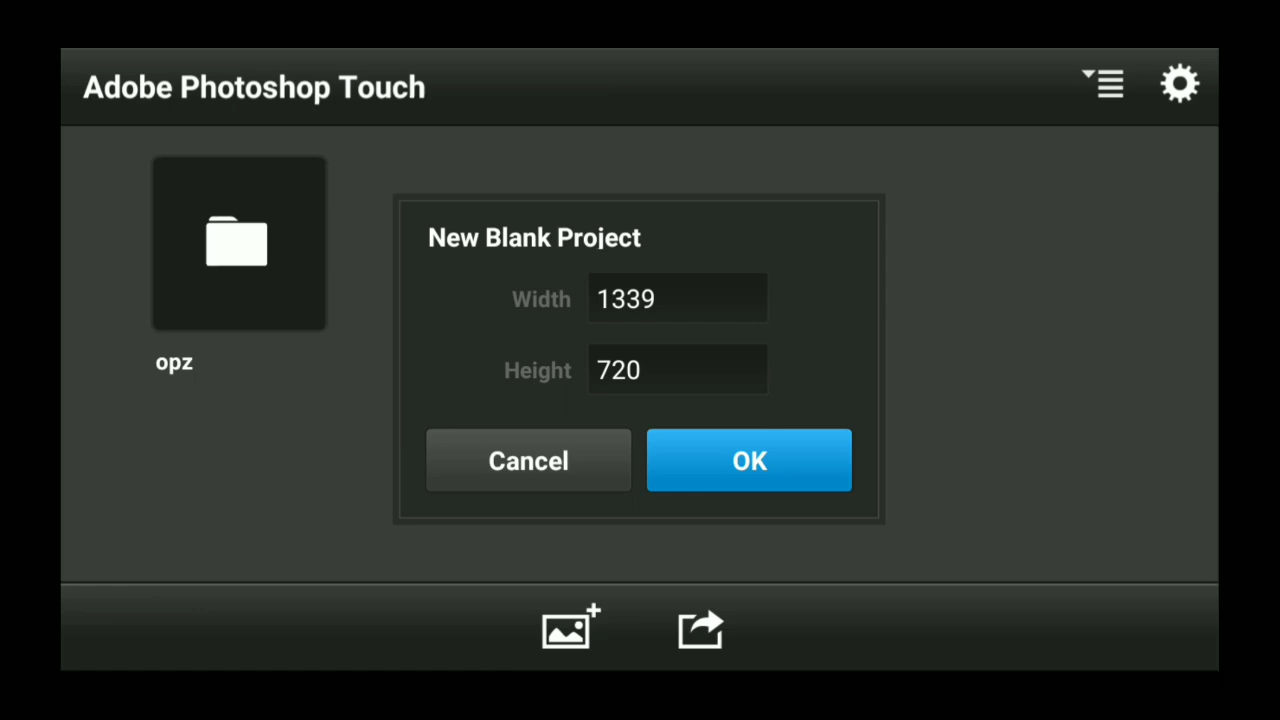 Adobe Photoshop Touch
New Blank Project
Width 1339
opz
Height 720
Cancel OK